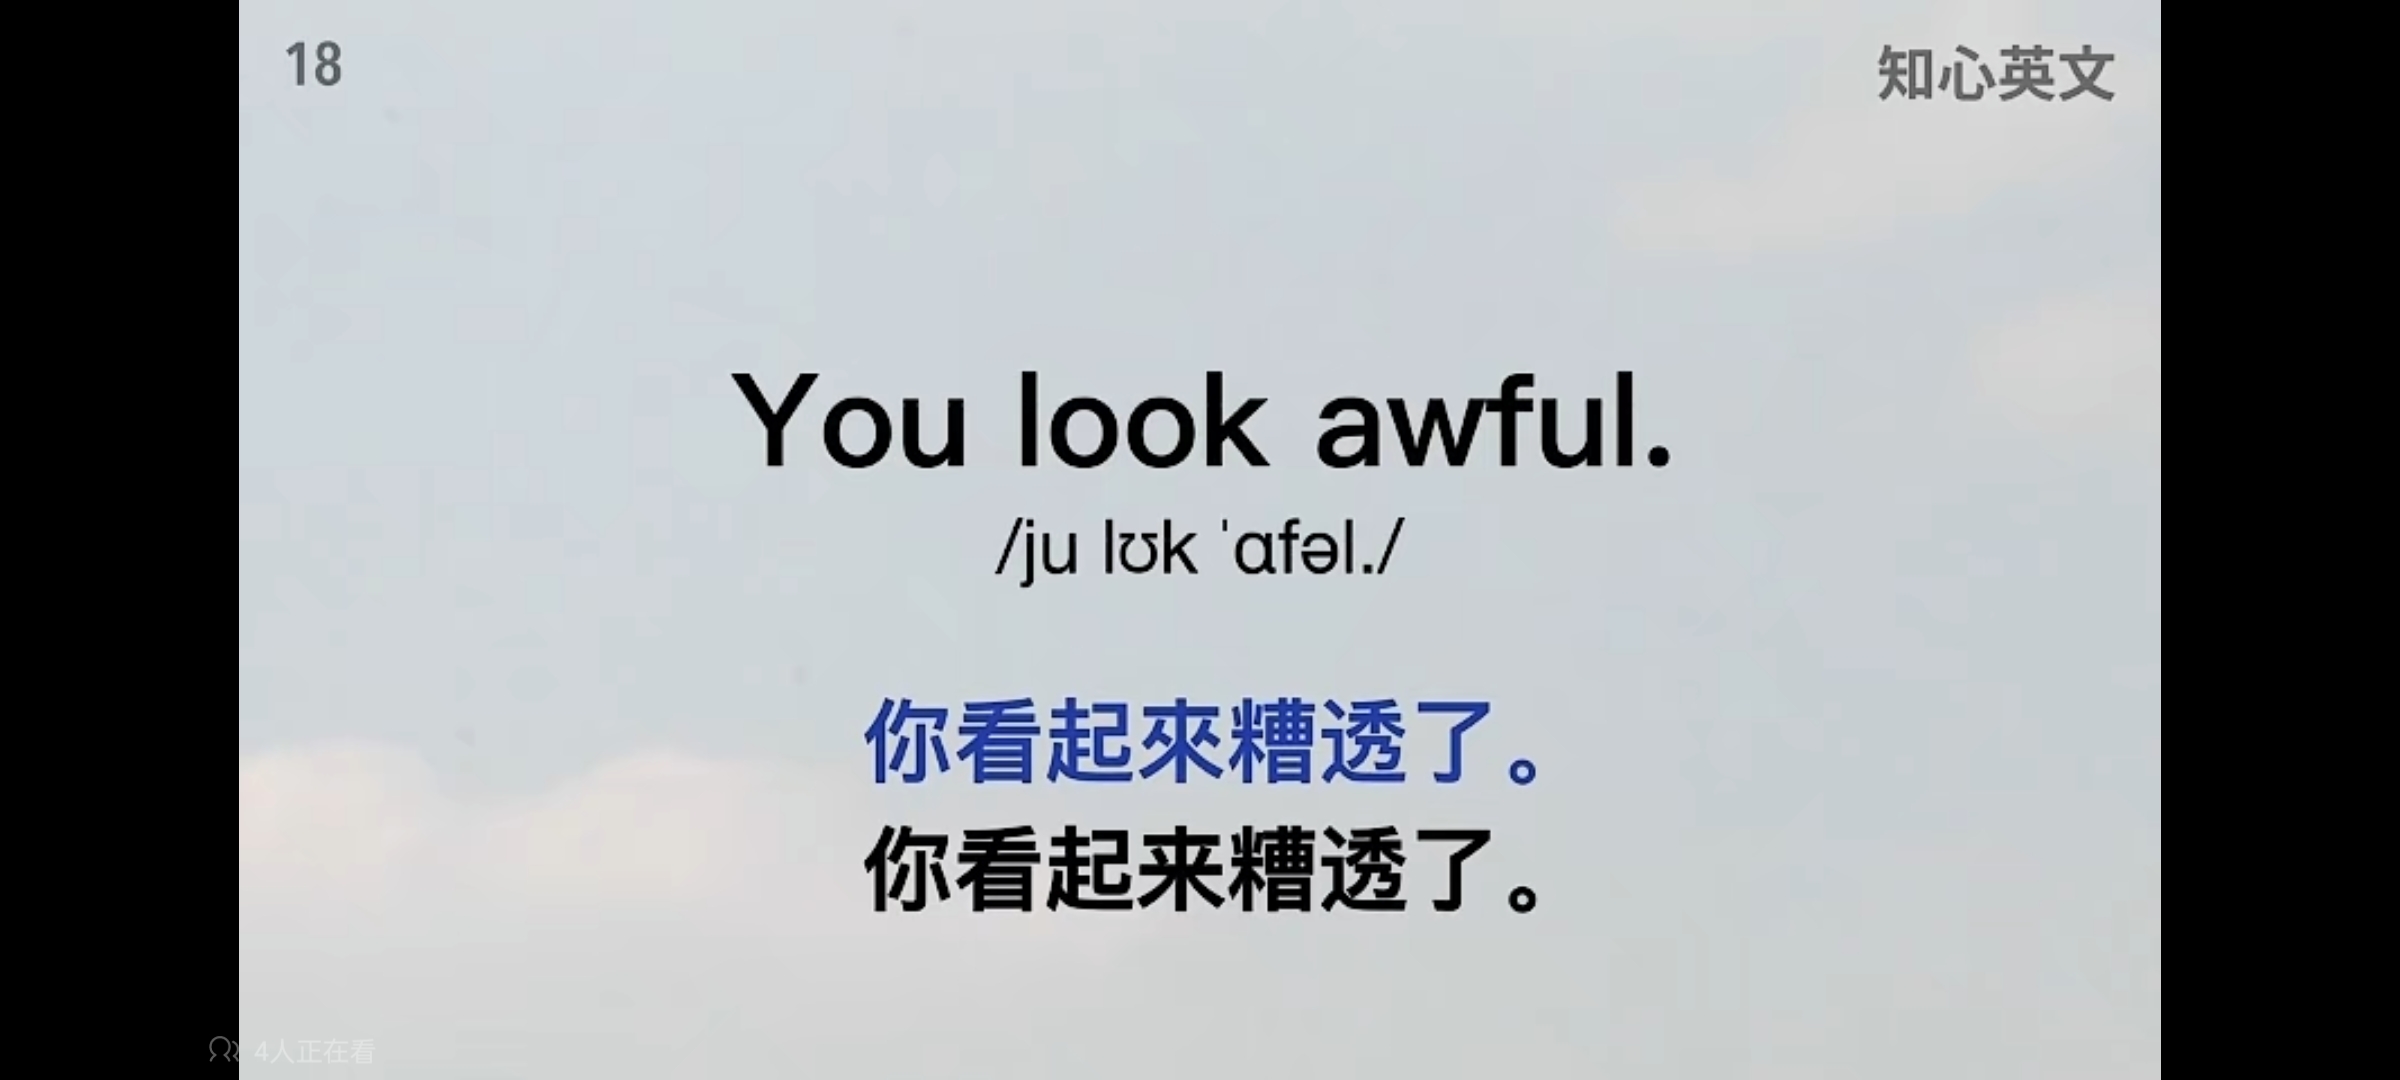 18
知心英文
You look awful.
/ju lʊk ˈɑfəl./
你看起來糟透了。
你看起来糟透了。
4人正在看